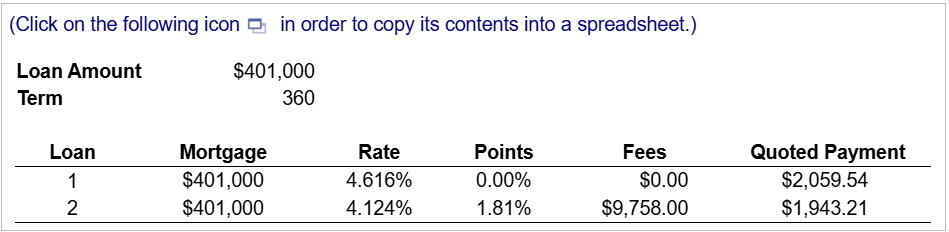 (Click on the following icon in order to copy its contents into a spreadsheet.)
Loan Amount $401,000
Term 360
Loan Mortgage Rate Points Fees Quoted Payment
1 $401,000 4.616% 0.00% $0.00 $2,059.54
2 $401,000 4.124% 1.81% $9,758.00 $1,943.21